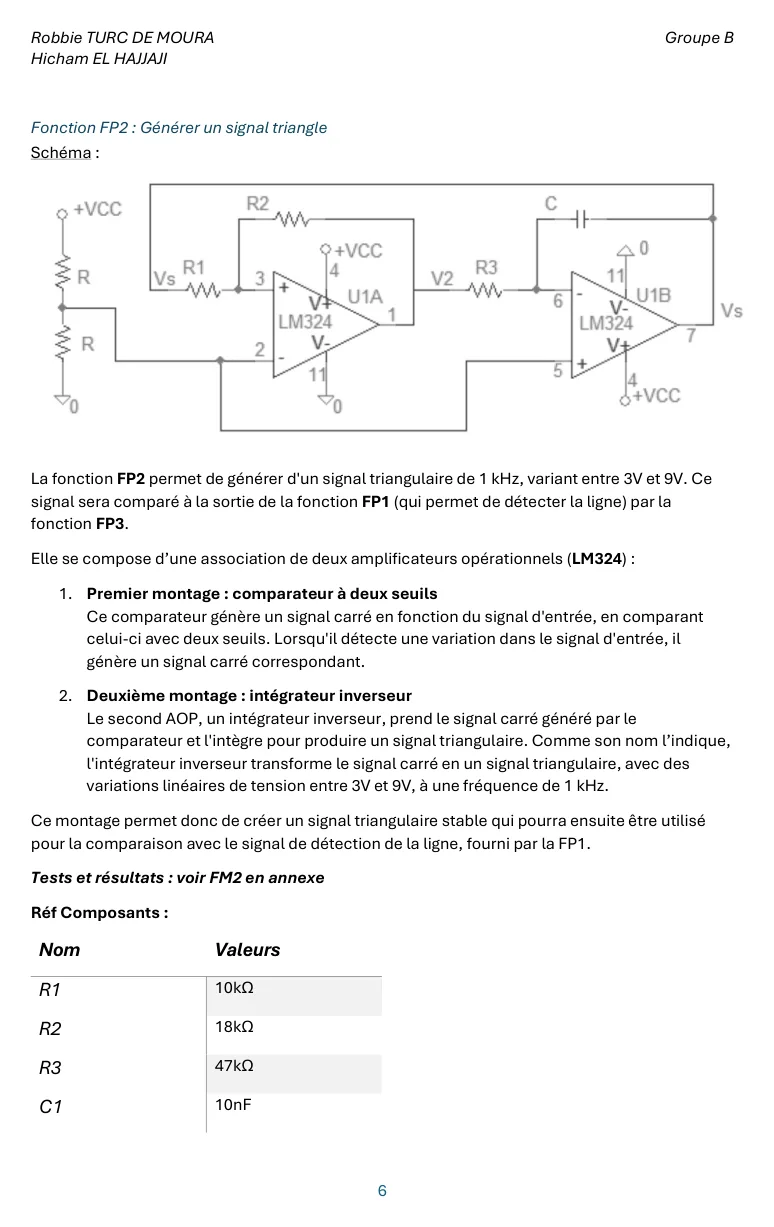 Robbie TURC DE MOURA Groupe B
Hicham EL HAJJAJI
Fonction FP2 : Générer un signal triangle
Schéma :
+VCC
R
R
0
Vs
R1
R2
3
+
+VCC
4
V+
U1A
LM324
1
2
-
V-
11
0
V2
R3
C
6
-
0
11
U1B
V-
LM324
7
Vs
V+
5
+
4
+VCC
La fonction FP2 permet de générer d'un signal triangulaire de 1 kHz, variant entre 3V et 9V. Ce
signal sera comparé à la sortie de la fonction FP1 (qui permet de détecter la ligne) par la
fonction FP3.
Elle se compose d’une association de deux amplificateurs opérationnels (LM324) :
1. Premier montage : comparateur à deux seuils
Ce comparateur génère un signal carré en fonction du signal d'entrée, en comparant
celui-ci avec deux seuils. Lorsqu'il détecte une variation dans le signal d'entrée, il
génère un signal carré correspondant.
2. Deuxième montage : intégrateur inverseur
Le second AOP, un intégrateur inverseur, prend le signal carré généré par le
comparateur et l'intègre pour produire un signal triangulaire. Comme son nom l’indique,
l'intégrateur inverseur transforme le signal carré en un signal triangulaire, avec des
variations linéaires de tension entre 3V et 9V, à une fréquence de 1 kHz.
Ce montage permet donc de créer un signal triangulaire stable qui pourra ensuite être utilisé
pour la comparaison avec le signal de détection de la ligne, fourni par la FP1.
Tests et résultats : voir FM2 en annexe
Réf Composants :
Nom Valeurs
R1 10kΩ
R2 18kΩ
R3 47kΩ
C1 10nF
6